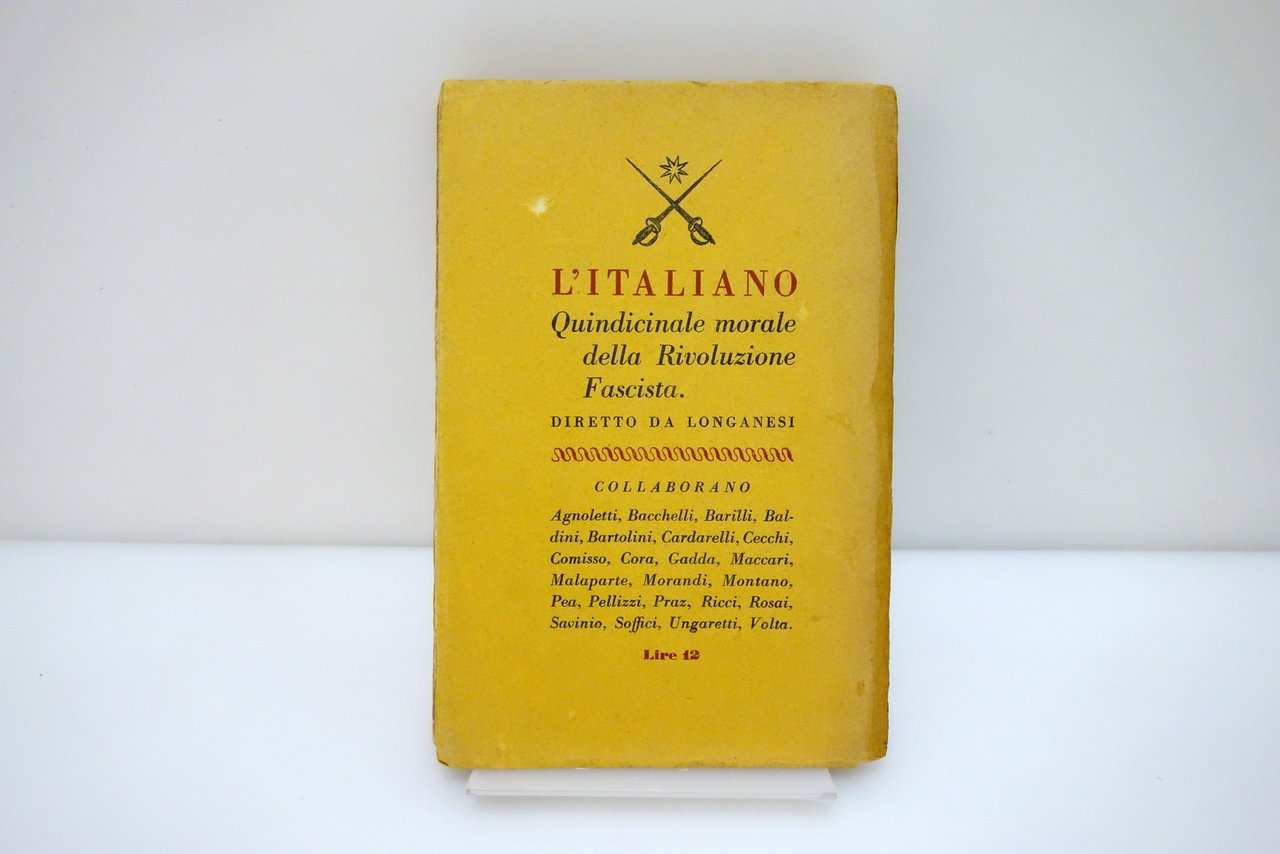 L'ITALIANO
Quindicinale morale
della Rivoluzione
Fascista.
DIRETTO DA LONGANESI
COLLABORANO
Agnoletti, Bacchelli, Barilli, Bal-
dini, Bartolini, Cardarelli, Cecchi,
Comisso, Cora, Gadda, Maccari,
Malaparte, Morandi, Montano,
Pea, Pellizzi, Praz, Ricci, Rosai,
Savinio, Soffici, Ungaretti, Volta.
Lire 12